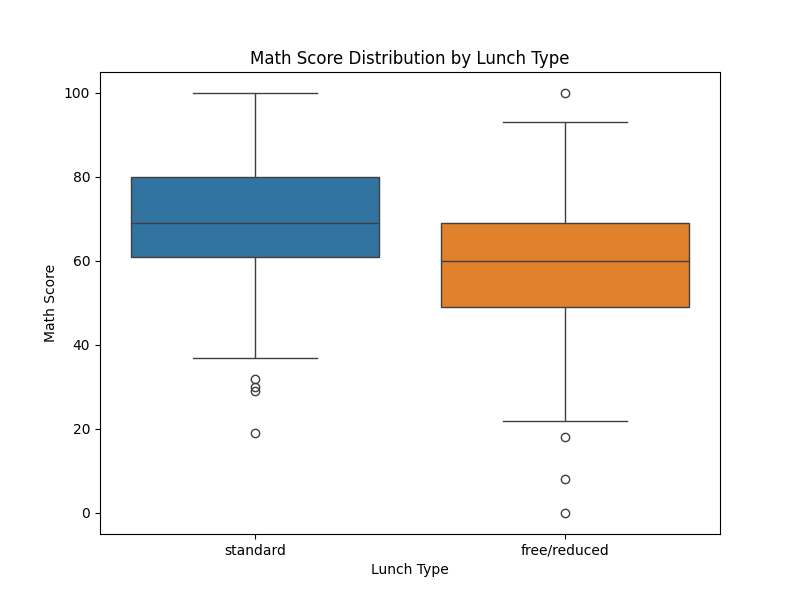 Math Score Distribution by Lunch Type
100
80
60
40
20
0
Math Score
standard
free/reduced
Lunch Type